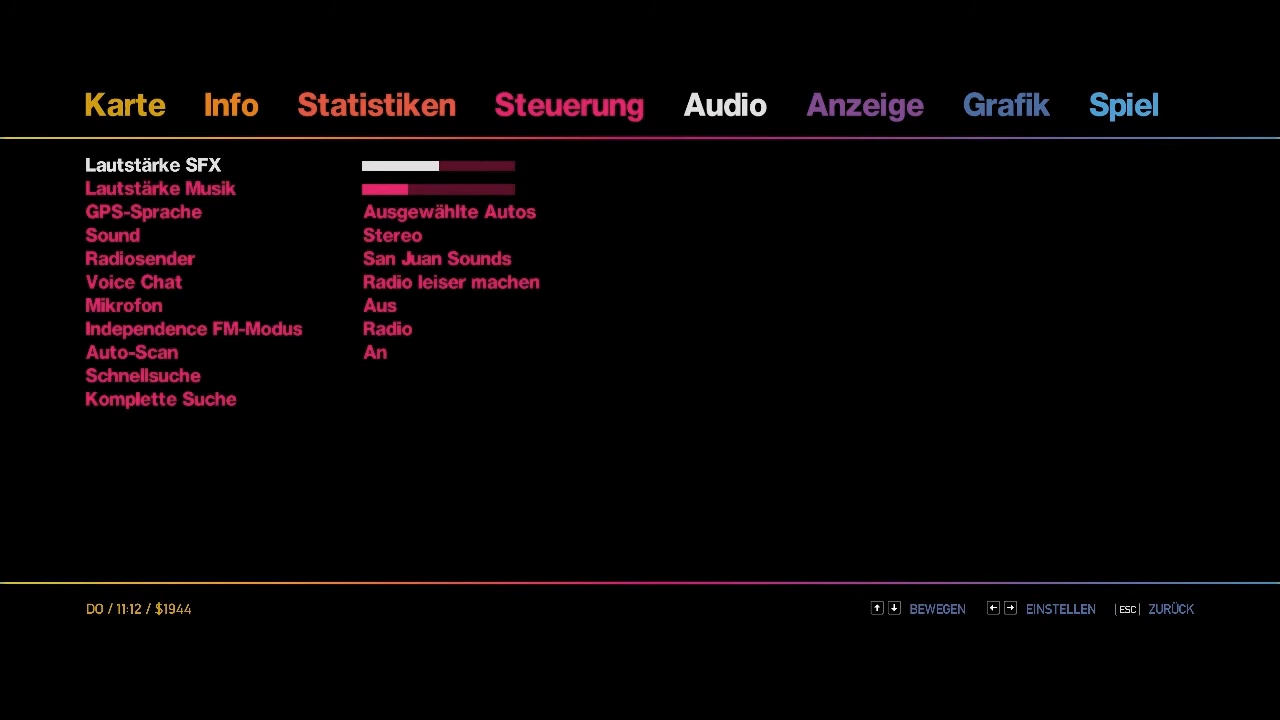 Karte Info Statistiken Steuerung Audio Anzeige Grafik Spiel
Lautstärke SFX
Lautstärke Musik
GPS-Sprache Ausgewählte Autos
Sound Stereo
Radiosender San Juan Sounds
Voice Chat Radio leiser machen
Mikrofon Aus
Independence FM-Modus Radio
Auto-Scan An
Schnellsuche
Komplette Suche
DO / 11:12 / $1944 ↑ ↓ BEWEGEN ← → EINSTELLEN ESC ZURÜCK